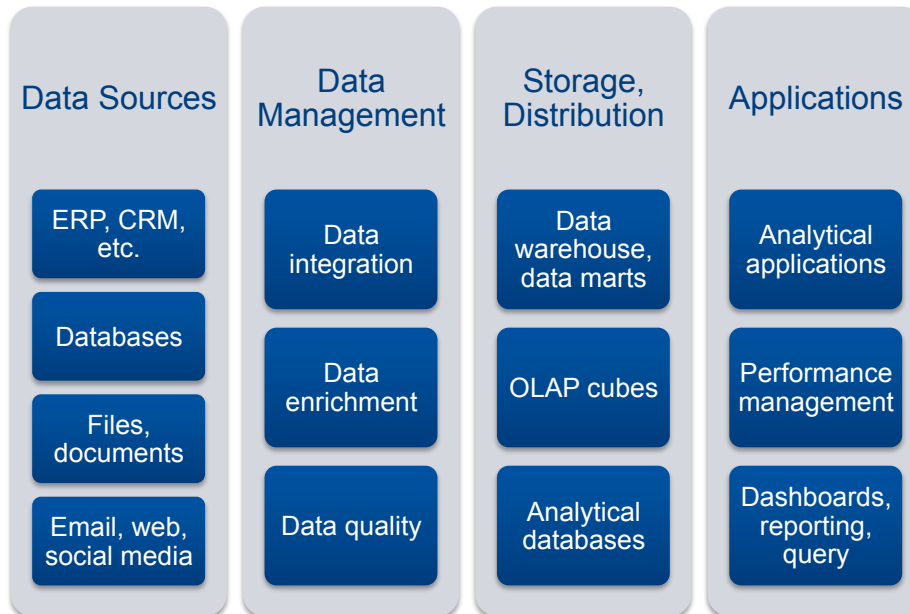 Data Sources
ERP, CRM,
etc.
Databases
Files,
documents
Email, web,
social media
Data
Management
Data
integration
Data
enrichment
Data quality
Storage,
Distribution
Data
warehouse,
data marts
OLAP cubes
Analytical
databases
Applications
Analytical
applications
Performance
management
Dashboards,
reporting,
query